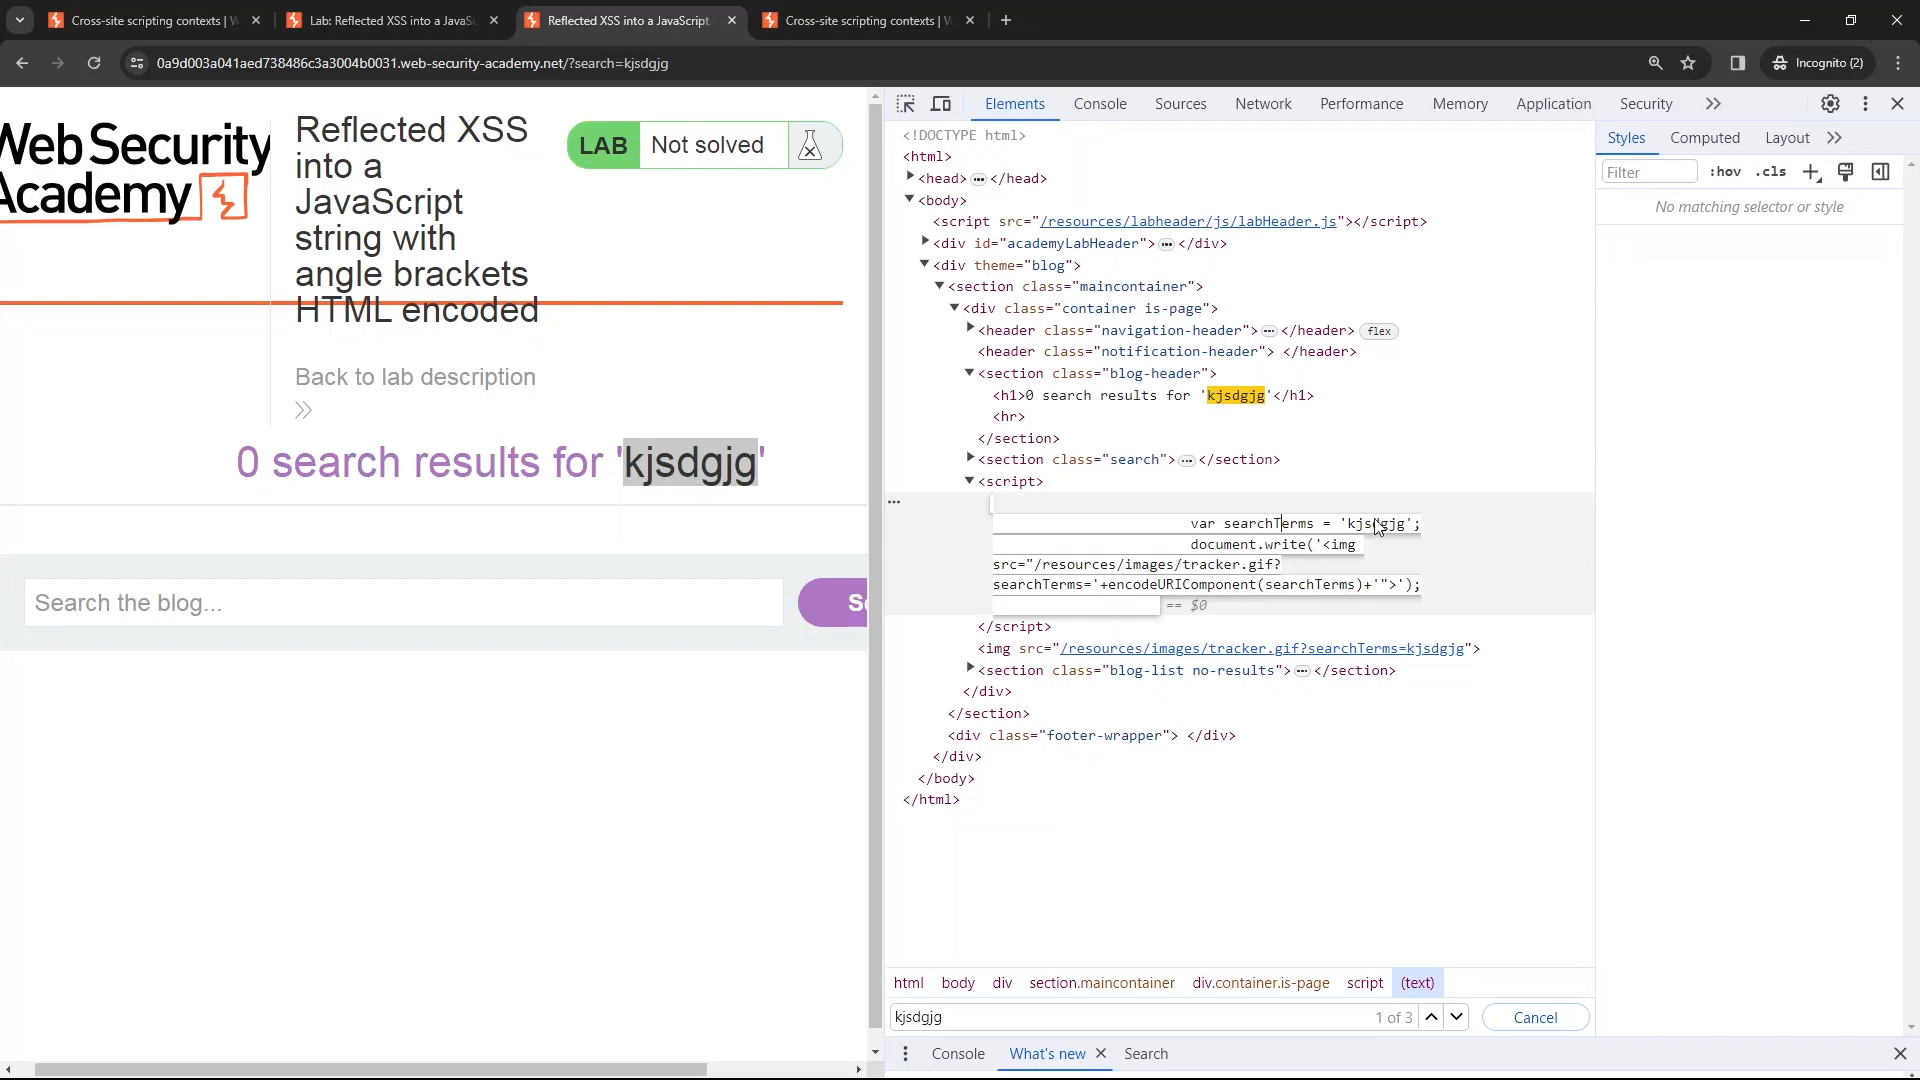 Cross-site scripting contexts | W
Lab: Reflected XSS into a JavaSc
Reflected XSS into a JavaScript
Cross-site scripting contexts | W
0a9d003a041aed738486c3a3004b0031.web-security-academy.net/?search=kjsdgjg
Incognito (2)
Web Security
Academy
Reflected XSS
into a
JavaScript
string with
angle brackets
HTML encoded
LAB Not solved
Back to lab description
0 search results for 'kjsdgjg'
Search the blog...
Elements Console Sources Network Performance Memory Application Security
<!DOCTYPE html>
<html>
<head> ••• </head>
<body>
<script src="/resources/labheader/js/labHeader.js"></script>
<div id="academyLabHeader"> ••• </div>
<div theme="blog">
<section class="maincontainer">
<div class="container is-page">
<header class="navigation-header"> ••• </header> flex
<header class="notification-header"> </header>
<section class="blog-header">
<h1>0 search results for 'kjsdgjg'</h1>
<hr>
</section>
<section class="search"> ••• </section>
<script>
•••
var searchTerms = 'kjsdgjg';
document.write('<img
src="/resources/images/tracker.gif?
searchTerms='+encodeURIComponent(searchTerms)+'">');
== $0
</script>
<img src="/resources/images/tracker.gif?searchTerms=kjsdgjg">
<section class="blog-list no-results"> ••• </section>
</div>
</section>
<div class="footer-wrapper"> </div>
</div>
</body>
</html>
html body div section.maincontainer div.container.is-page script (text)
kjsdgjg 1 of 3 Cancel
Console What's new Search
Styles Computed Layout
Filter :hov .cls
No matching selector or style